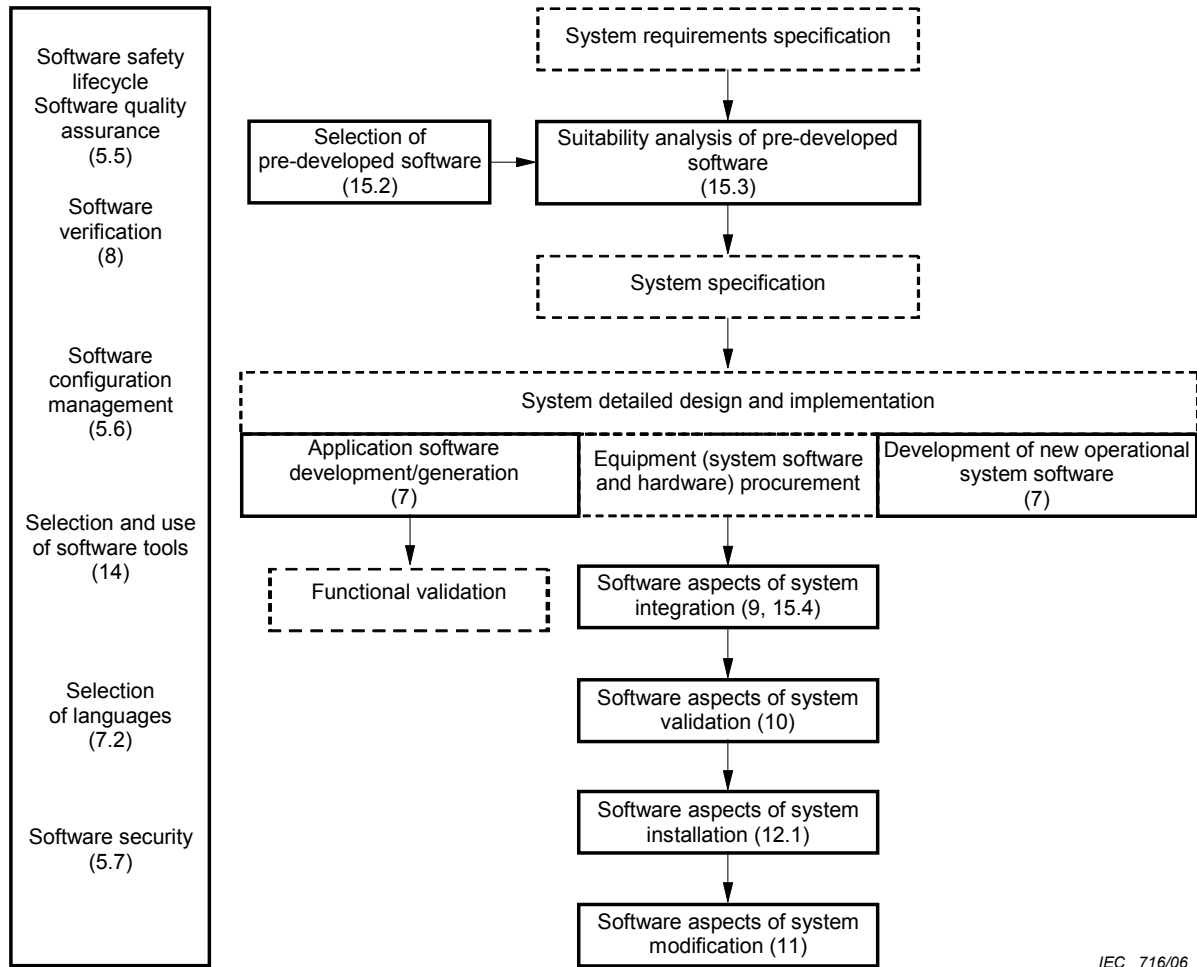 Software safety
lifecycle
Software quality
assurance
(5.5)
Software
verification
(8)
Software
configuration
management
(5.6)
Selection and use
of software tools
(14)
Selection
of languages
(7.2)
Software security
(5.7)
System requirements specification
Selection of
pre-developed software
(15.2)
Suitability analysis of pre-developed
software
(15.3)
System specification
System detailed design and implementation
Application software
development/generation
(7)
Equipment (system software
and hardware) procurement
Development of new operational
system software
(7)
Functional validation
Software aspects of system
integration (9, 15.4)
Software aspects of system
validation (10)
Software aspects of system
installation (12.1)
Software aspects of system
modification (11)
IEC 716/06